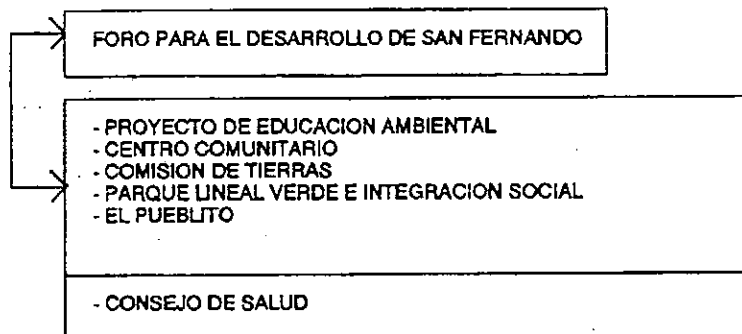 FORO PARA EL DESARROLLO DE SAN FERNANDO
- PROYECTO DE EDUCACION AMBIENTAL
- CENTRO COMUNITARIO
- COMISION DE TIERRAS
- PARQUE LINEAL VERDE E INTEGRACION SOCIAL
- EL PUEBLITO
- CONSEJO DE SALUD